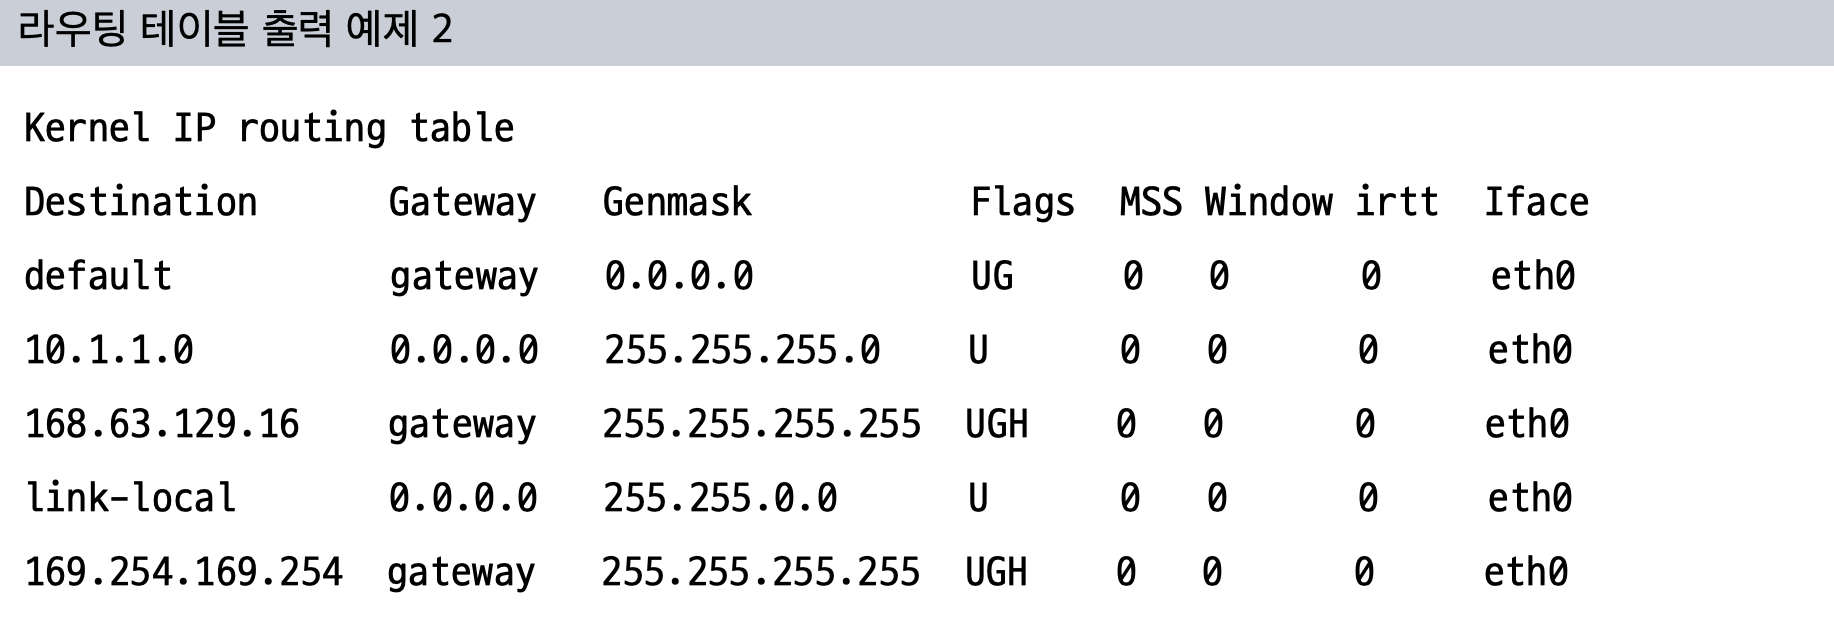 라우팅 테이블 출력 예제 2
Kernel IP routing table
Destination Gateway Genmask Flags MSS Window irtt Iface
default gateway 0.0.0.0 UG 0 0 0 eth0
10.1.1.0 0.0.0.0 255.255.255.0 U 0 0 0 eth0
168.63.129.16 gateway 255.255.255.255 UGH 0 0 0 eth0
link-local 0.0.0.0 255.255.0.0 U 0 0 0 eth0
169.254.169.254 gateway 255.255.255.255 UGH 0 0 0 eth0